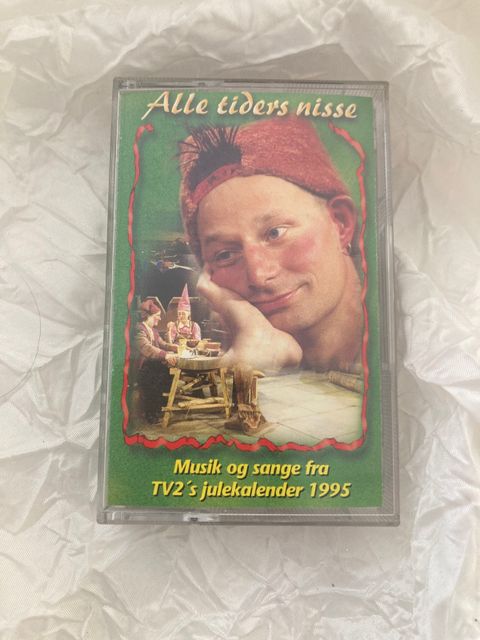 Alle tiders nisse
Musik og sange fra
TV2´s julekalender 1995